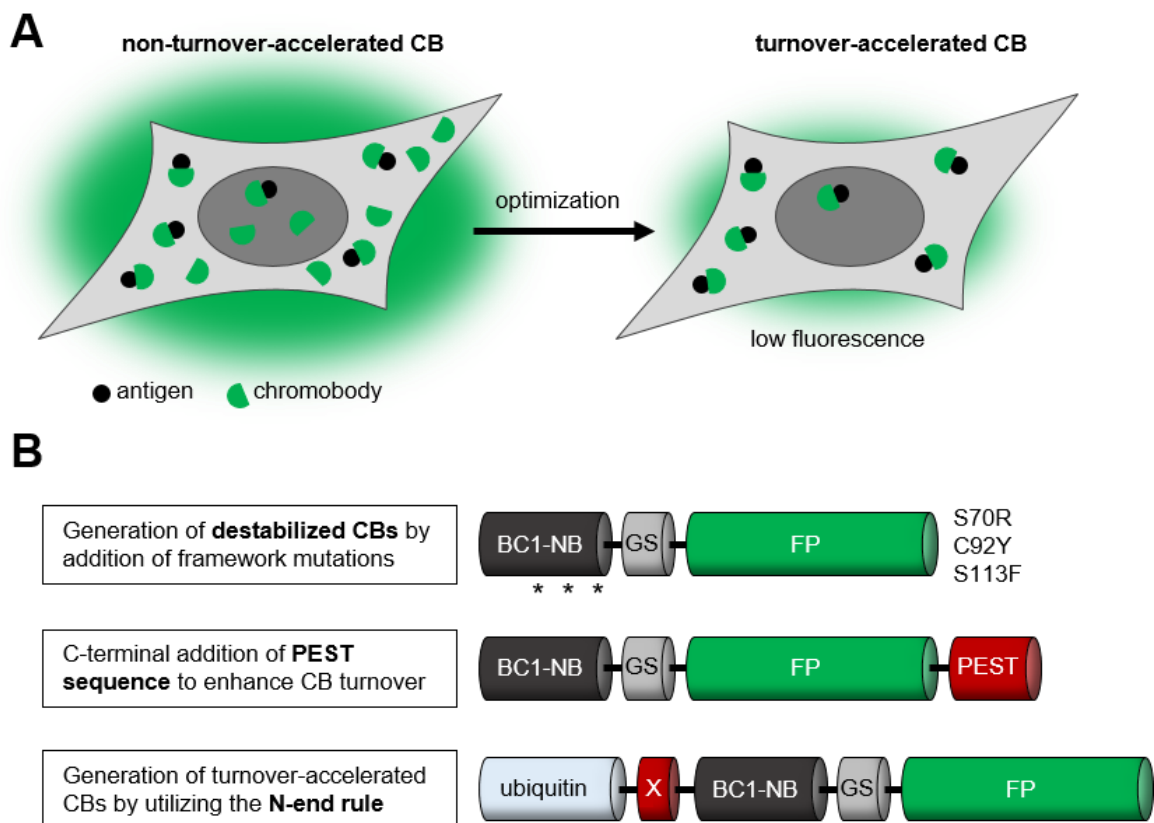 A
non-turnover-accelerated CB
turnover-accelerated CB
optimization
low fluorescence
antigen
chromobody
B
Generation of destabilized CBs by
addition of framework mutations
BC1-NB
GS
FP
S70R
C92Y
S113F
* * *
C-terminal addition of PEST
sequence to enhance CB turnover
BC1-NB
GS
FP
PEST
Generation of turnover-accelerated
CBs by utilizing the N-end rule
ubiquitin
X
BC1-NB
GS
FP